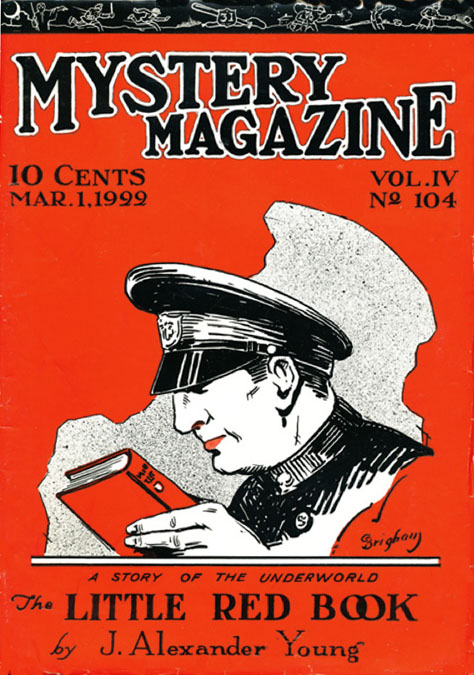 MYSTERY
MAGAZINE
10 CENTS
MAR. 1, 1922
VOL. IV
No 104
Brigham
A STORY OF THE UNDERWORLD
The LITTLE RED BOOK
by J. Alexander Young